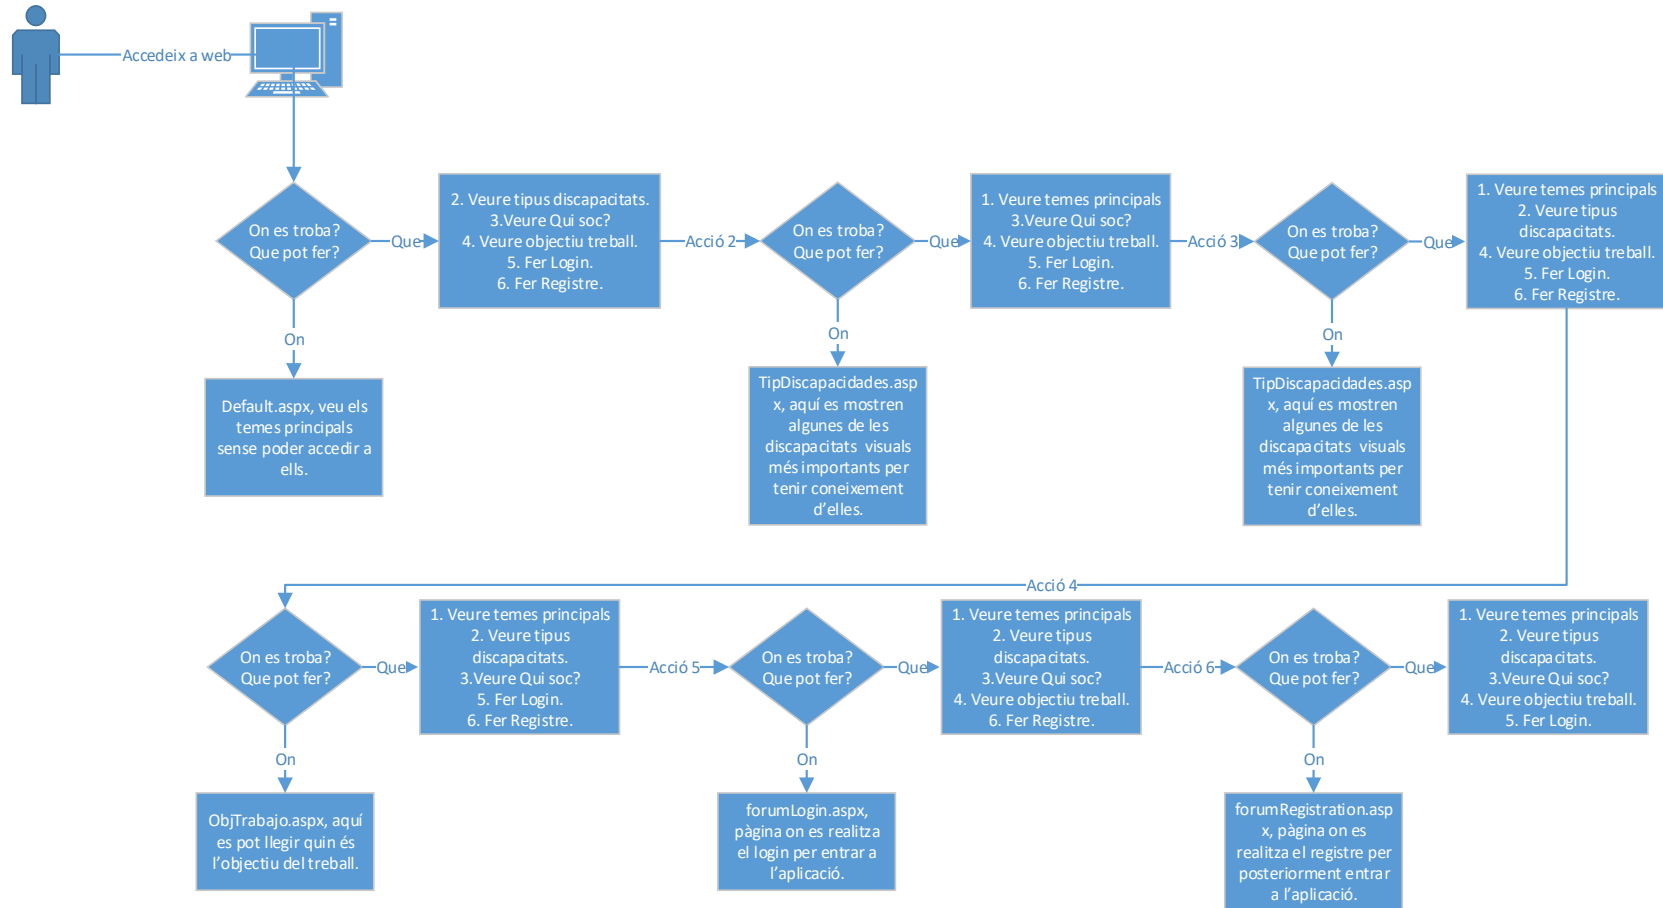 Accedeix a web
On es troba?
Que pot fer?
Que
2. Veure tipus discapacitats.
3.Veure Qui soc?
4. Veure objectiu treball.
5. Fer Login.
6. Fer Registre.
Acció 2
On es troba?
Que pot fer?
Que
1. Veure temes principals
3.Veure Qui soc?
4. Veure objectiu treball.
5. Fer Login.
6. Fer Registre.
Acció 3
On es troba?
Que pot fer?
Que
1. Veure temes principals
2. Veure tipus
discapacitats.
4. Veure objectiu treball.
5. Fer Login.
6. Fer Registre.
On
On
On
Default.aspx, veu els
temes principals
sense poder accedir a
ells.
TipDiscapacidades.asp
x, aquí es mostren
algunes de les
discapacitats visuals
més importants per
tenir coneixement
d’elles.
TipDiscapacidades.asp
x, aquí es mostren
algunes de les
discapacitats visuals
més importants per
tenir coneixement
d’elles.
Acció 4
On es troba?
Que pot fer?
Que
1. Veure temes principals
2. Veure tipus
discapacitats.
3.Veure Qui soc?
5. Fer Login.
6. Fer Registre.
Acció 5
On es troba?
Que pot fer?
Que
1. Veure temes principals
2. Veure tipus
discapacitats.
3.Veure Qui soc?
4. Veure objectiu treball.
6. Fer Registre.
Acció 6
On es troba?
Que pot fer?
Que
1. Veure temes principals
2. Veure tipus
discapacitats.
3.Veure Qui soc?
4. Veure objectiu treball.
5. Fer Login.
On
On
On
ObjTrabajo.aspx, aquí
es pot llegir quin és
l’objectiu del treball.
forumLogin.aspx,
pàgina on es realitza
el login per entrar a
l’aplicació.
forumRegistration.asp
x, pàgina on es
realitza el registre per
posteriorment entrar
a l’aplicació.